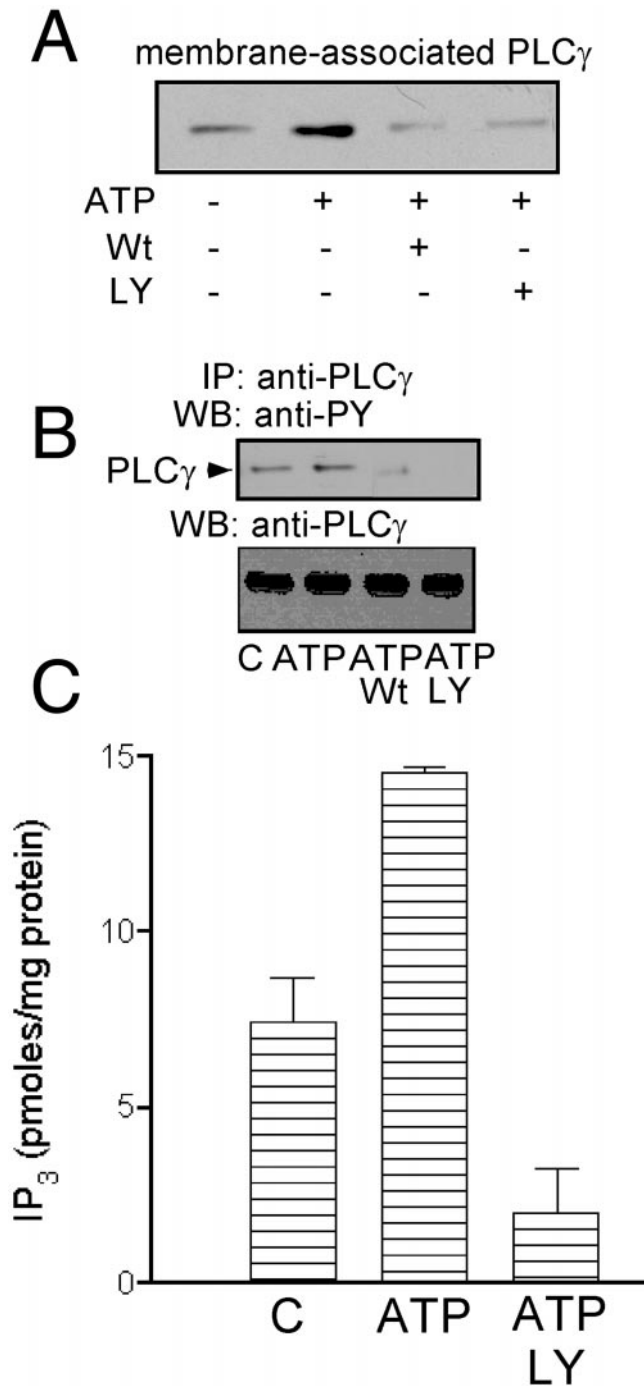 A
membrane-associated PLCγ
ATP - + + +
Wt - - + -
LY - - - +
B
IP: anti-PLCγ
WB: anti-PY
PLCγ
WB: anti-PLCγ
C ATP ATP ATP
Wt LY
C
15
10
5
0
IP3 (pmoles/mg protein)
C ATP ATP
LY